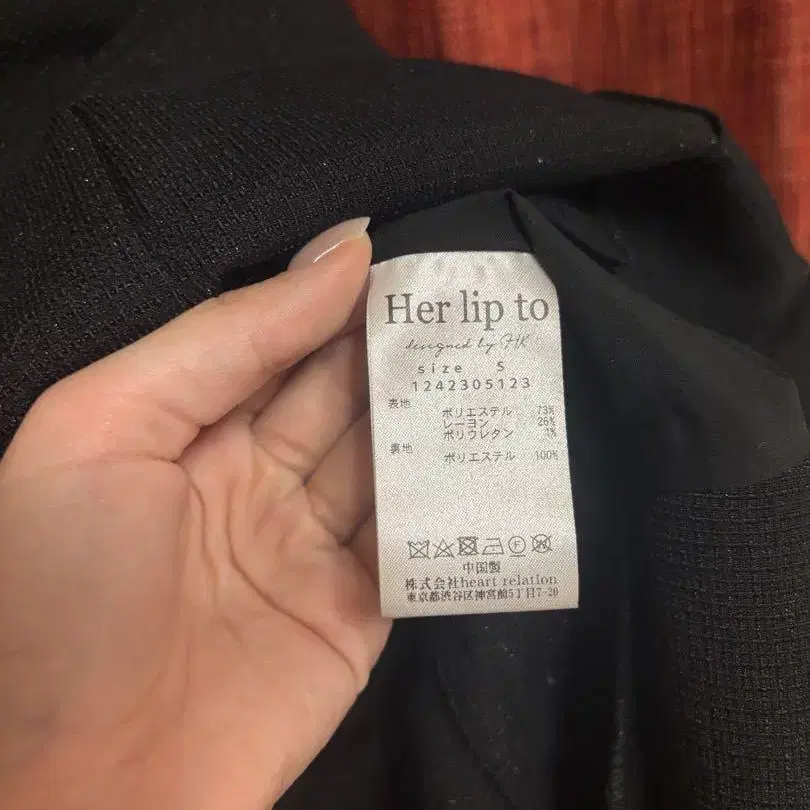 Her lip to
designed by HK
size S
1242305123
表地
ポリエステル 73%
レーヨン 26%
ポリウレタン 1%
裏地
ポリエステル 100%
中国製
株式会社heart relation
東京都渋谷区神宮前5丁目7-20